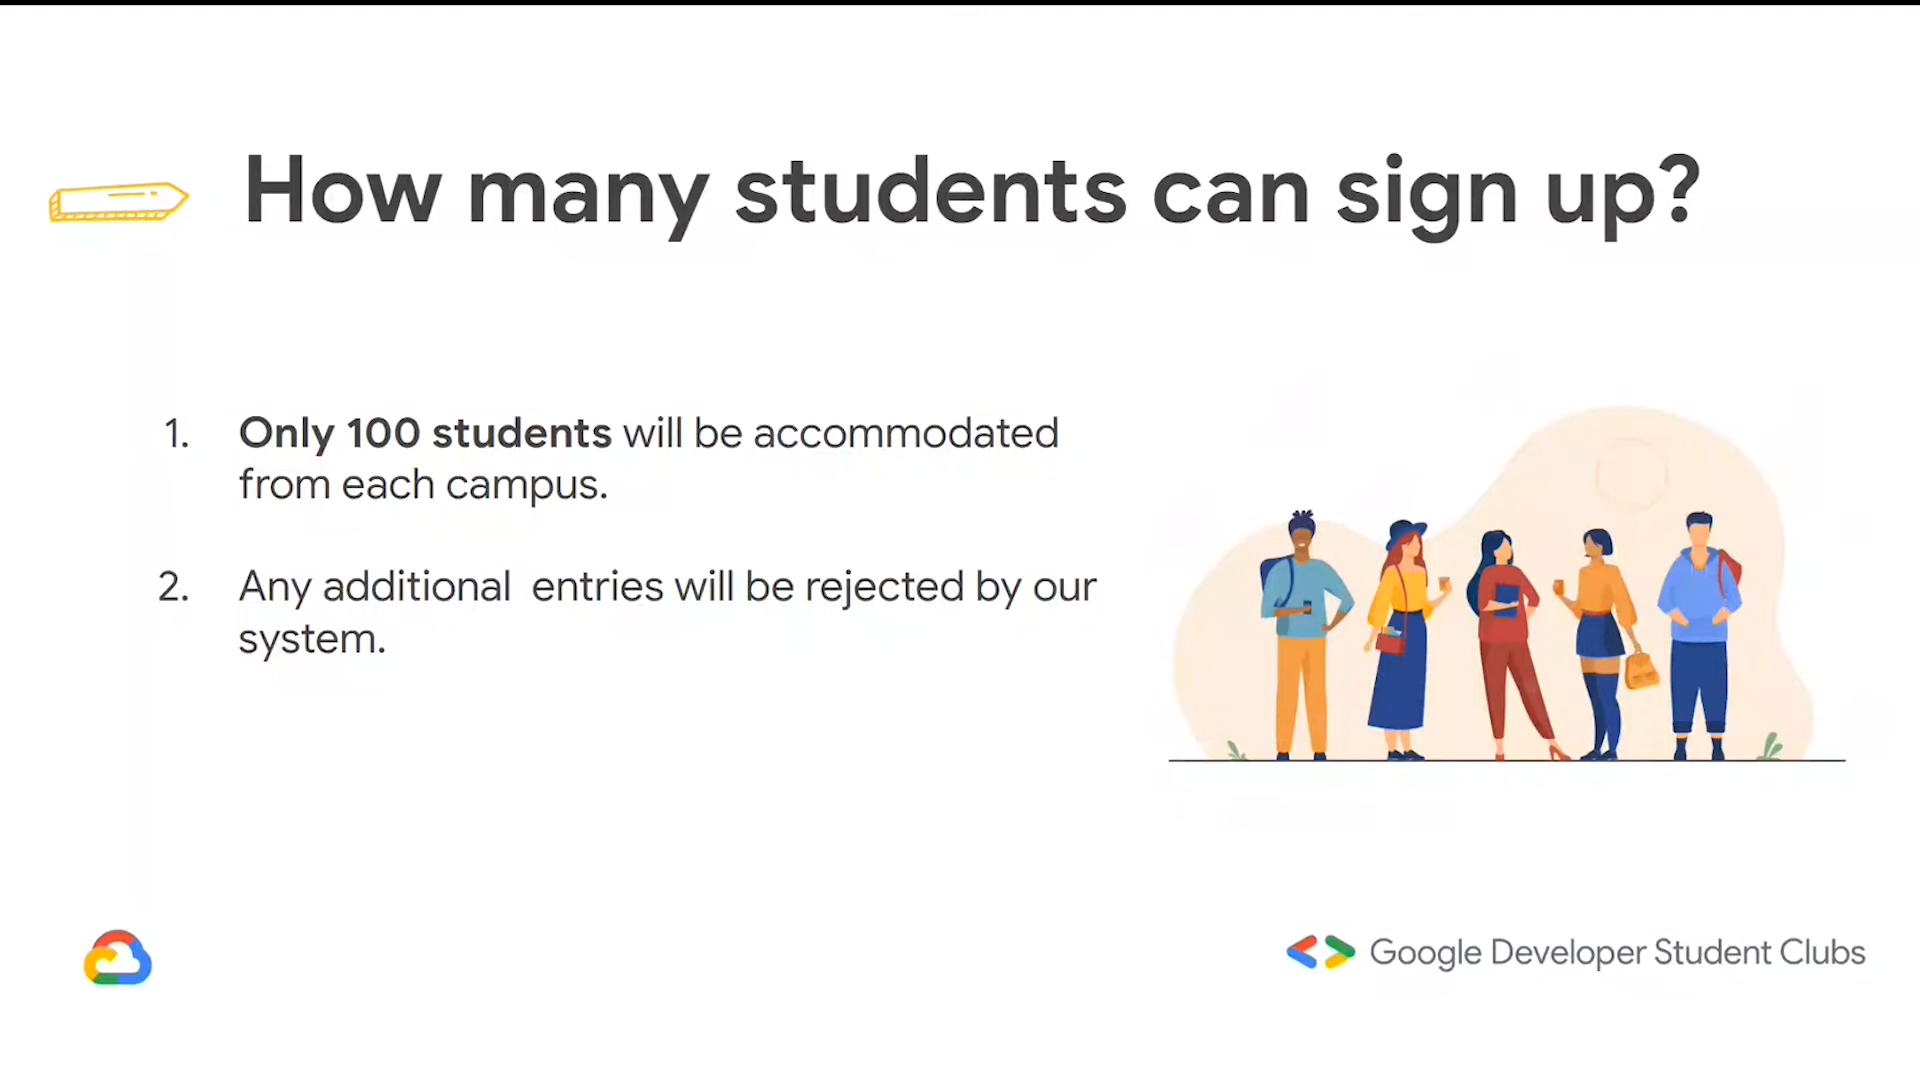 How many students can sign up?
1. Only 100 students will be accommodated
from each campus.
2. Any additional  entries will be rejected by our
system.
Google Developer Student Clubs